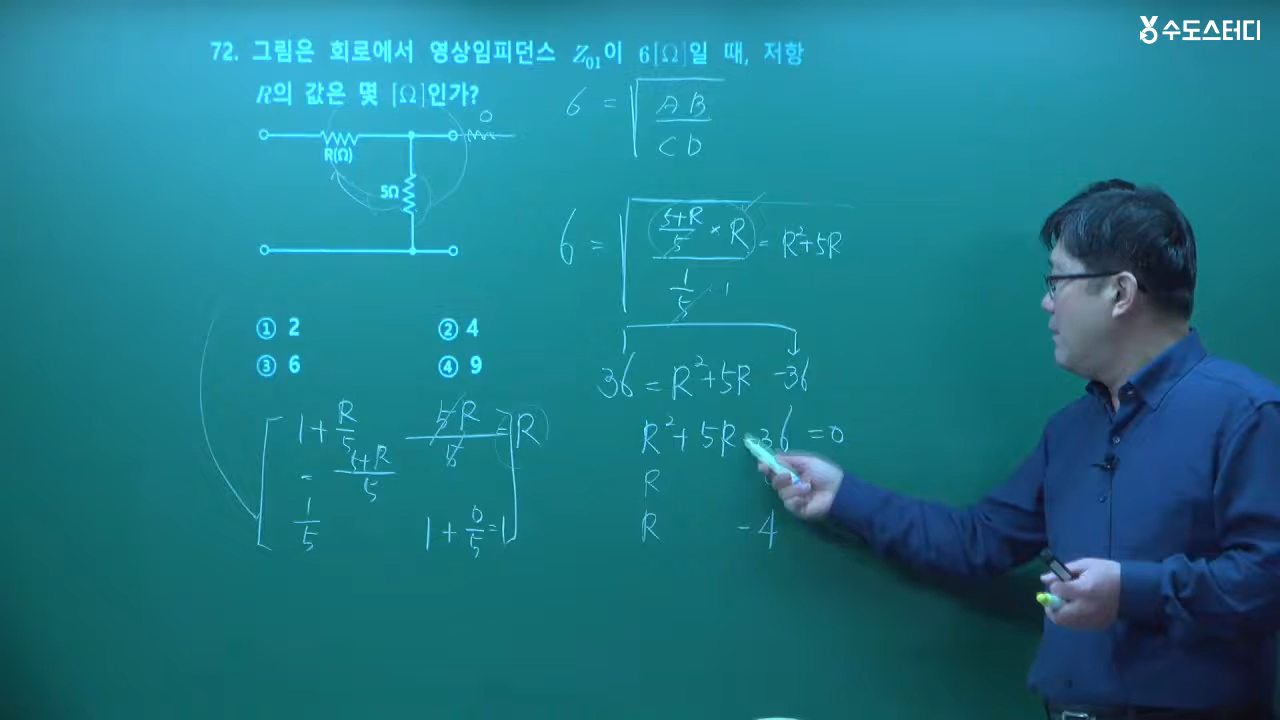 수도스터디
72. 그림은 회로에서 영상임피던스 Z₀₁이 6[Ω]일 때, 저항
R의 값은 몇 [Ω]인가?
R(Ω)
5Ω
0
① 2 ② 4
③ 6 ④ 9
6 = √(AB/CD)
6 = √(((5+R)/5 × R)/(1/5 · 1)) = R²+5R
36 = R²+5R -36
R²+5R-36 = 0
R
R -4
1+R/5 5R/5 = R
= (5+R)/5
1/5 1+0/5=1